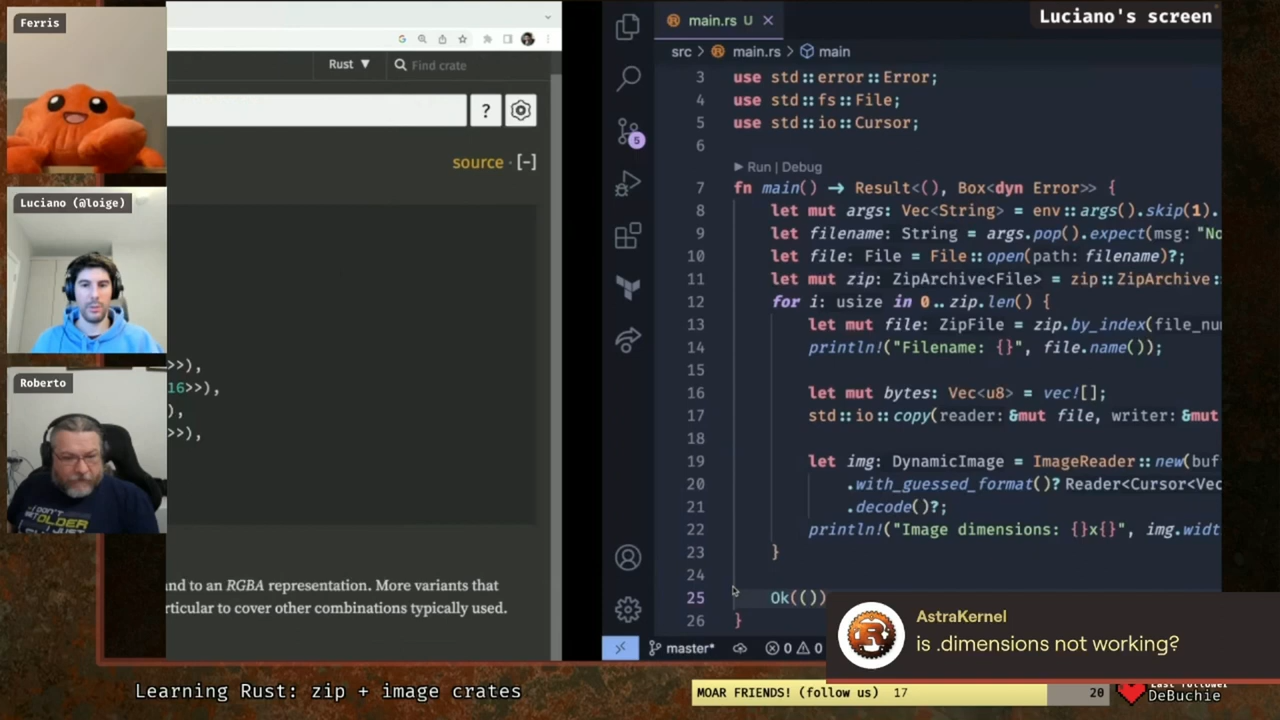 Ferris
Luciano (@loige)
Roberto
Rust ▼
Find crate
?
source · [-]
>>),
16>>),
>),
>>),
nd to an RGBA representation. More variants that
rticular to cover other combinations typically used.
Luciano's screen
main.rs U ×
src > main.rs > main
5
3 use std::error::Error;
4 use std::fs::File;
5 use std::io::Cursor;
6
▶ Run | Debug
7 fn main() → Result<(), Box<dyn Error>> {
8 let mut args: Vec<String> = env::args().skip(1).
9 let filename: String = args.pop().expect(msg: "No
10 let file: File = File::open(path: filename)?;
11 let mut zip: ZipArchive<File> = zip::ZipArchive::
12 for i: usize in 0..zip.len() {
13 let mut file: ZipFile = zip.by_index(file_nu
14 println!("Filename: {}", file.name());
15
16 let mut bytes: Vec<u8> = vec![];
17 std::io::copy(reader: &mut file, writer: &mut
18
19 let img: DynamicImage = ImageReader::new(buf
20 .with_guessed_format()? Reader<Cursor<Vec
21 .decode()?;
22 println!("Image dimensions: {}x{}", img.widt
23 }
24
25 Ok(())
26 }
master* 0 0
AstraKernel
is .dimensions not working?
Learning Rust: zip + image crates
MOAR FRIENDS! (follow us) 17 20
Last follower
DeBuchie